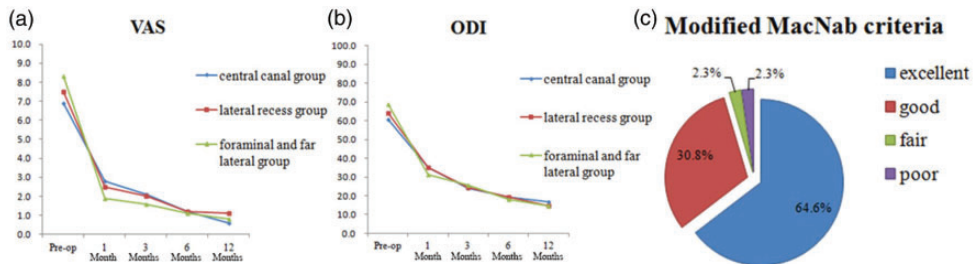 (a)
VAS
10.0
9.0
8.0
7.0
6.0
5.0
4.0
3.0
2.0
1.0
0.0
Pre-op
1
Month
3
Months
6
Months
12
Months
central canal group
lateral recess group
foraminal and far
lateral group
(b)
ODI
100.0
90.0
80.0
70.0
60.0
50.0
40.0
30.0
20.0
10.0
0.0
Pre-op
1
Month
3
Months
6
Months
12
Months
central canal group
lateral recess group
foraminal and far
lateral group
(c)
Modified MacNab criteria
2.3%
2.3%
30.8%
64.6%
excellent
good
fair
poor